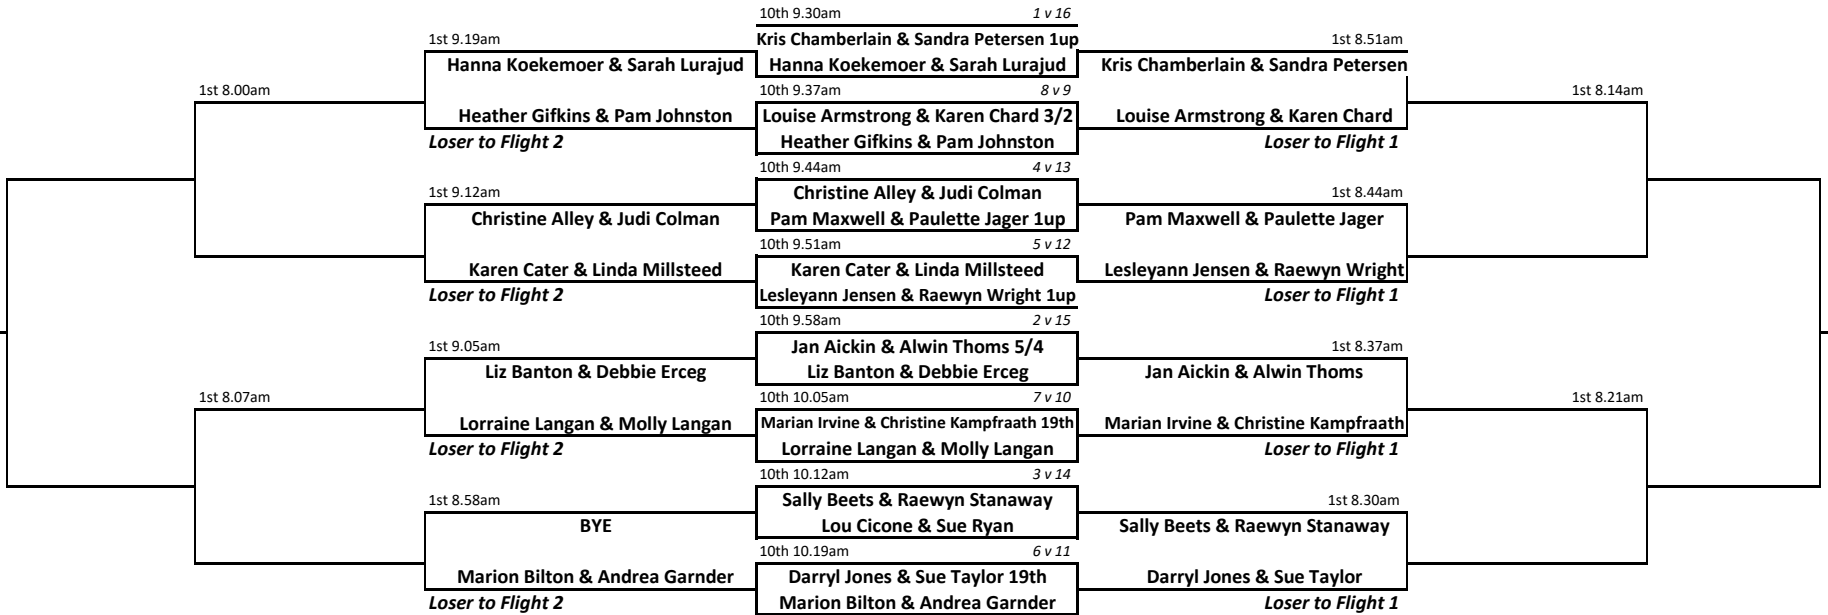 10th 9.30am 1 v 16
1st 9.19am Kris Chamberlain & Sandra Petersen 1up 1st 8.51am
Hanna Koekemoer & Sarah Lurajud Hanna Koekemoer & Sarah Lurajud Kris Chamberlain & Sandra Petersen
1st 8.00am 10th 9.37am 8 v 9 1st 8.14am
Heather Gifkins & Pam Johnston Louise Armstrong & Karen Chard 3/2 Louise Armstrong & Karen Chard
Loser to Flight 2 Heather Gifkins & Pam Johnston Loser to Flight 1
10th 9.44am 4 v 13
1st 9.12am Christine Alley & Judi Colman 1st 8.44am
Christine Alley & Judi Colman Pam Maxwell & Paulette Jager 1up Pam Maxwell & Paulette Jager
10th 9.51am 5 v 12
Karen Cater & Linda Millsteed Karen Cater & Linda Millsteed Lesleyann Jensen & Raewyn Wright
Loser to Flight 2 Lesleyann Jensen & Raewyn Wright 1up Loser to Flight 1
10th 9.58am 2 v 15
1st 9.05am Jan Aickin & Alwin Thoms 5/4 1st 8.37am
Liz Banton & Debbie Erceg Liz Banton & Debbie Erceg Jan Aickin & Alwin Thoms
1st 8.07am 10th 10.05am 7 v 10 1st 8.21am
Lorraine Langan & Molly Langan Marian Irvine & Christine Kampfraath 19th Marian Irvine & Christine Kampfraath
Loser to Flight 2 Lorraine Langan & Molly Langan Loser to Flight 1
10th 10.12am 3 v 14
1st 8.58am Sally Beets & Raewyn Stanaway 1st 8.30am
BYE Lou Cicone & Sue Ryan Sally Beets & Raewyn Stanaway
10th 10.19am 6 v 11
Marion Bilton & Andrea Garnder Darryl Jones & Sue Taylor 19th Darryl Jones & Sue Taylor
Loser to Flight 2 Marion Bilton & Andrea Garnder Loser to Flight 1